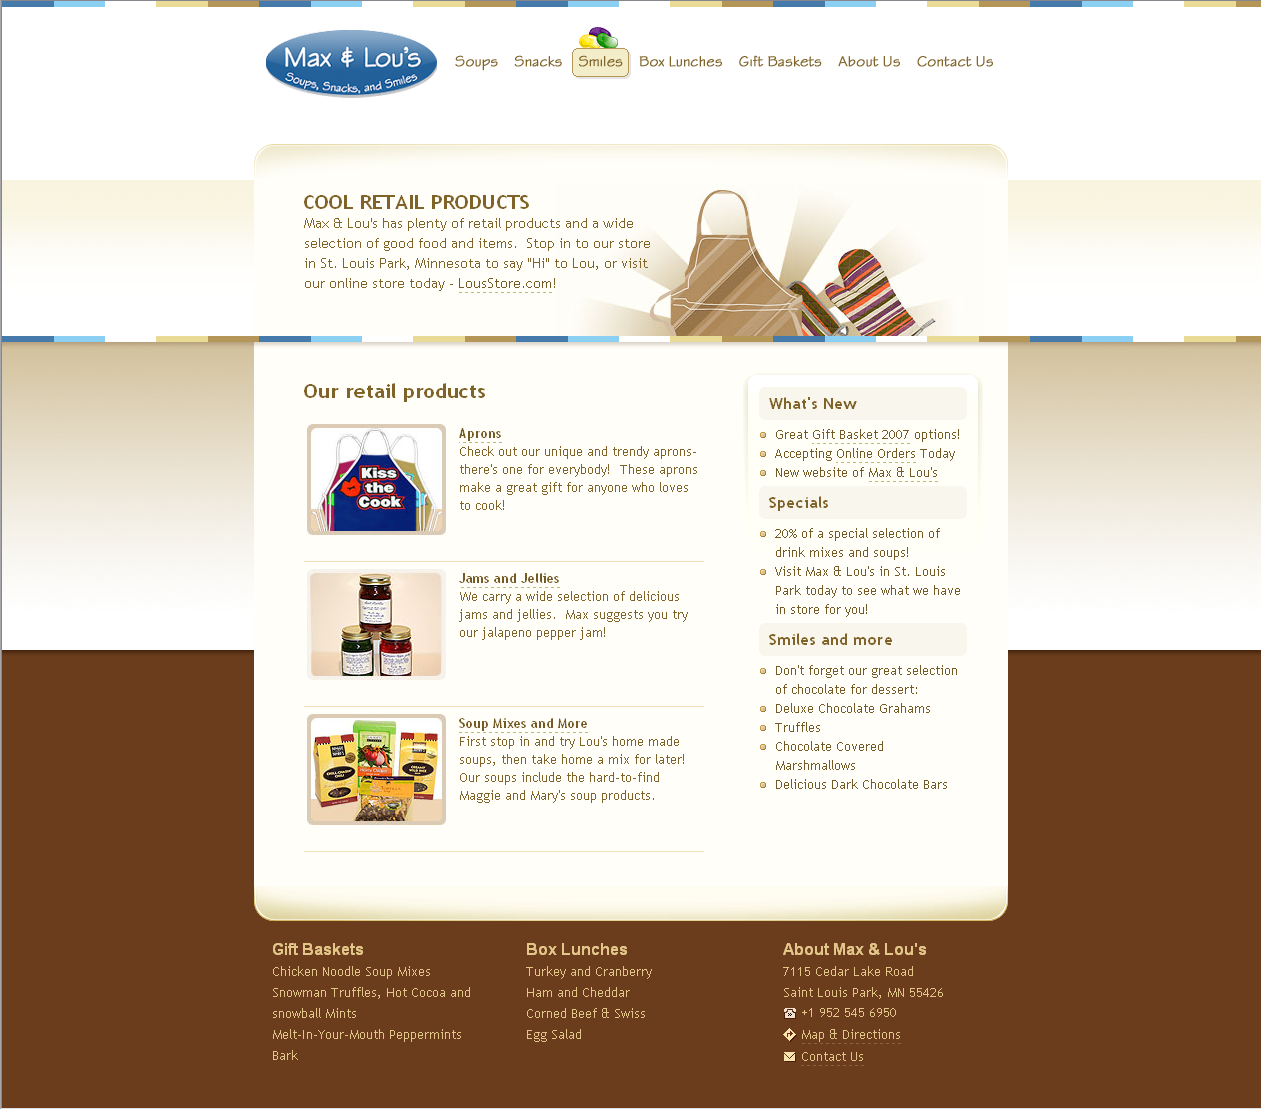 Max & Lou's
Soups, Snacks, and Smiles
Soups Snacks Smiles Box Lunches Gift Baskets About Us Contact Us
COOL RETAIL PRODUCTS
Max & Lou's has plenty of retail products and a wide
selection of good food and items. Stop in to our store
in St. Louis Park, Minnesota to say "Hi" to Lou, or visit
our online store today - LousStore.com!
Our retail products
Kiss
the
Cook
Aprons
Check out our unique and trendy aprons-
there's one for everybody! These aprons
make a great gift for anyone who loves
to cook!
Jams and Jellies
We carry a wide selection of delicious
jams and jellies. Max suggests you try
our jalapeno pepper jam!
Soup Mixes and More
First stop in and try Lou's home made
soups, then take home a mix for later!
Our soups include the hard-to-find
Maggie and Mary's soup products.
What's New
Great Gift Basket 2007 options!
Accepting Online Orders Today
New website of Max & Lou's
Specials
20% of a special selection of
drink mixes and soups!
Visit Max & Lou's in St. Louis
Park today to see what we have
in store for you!
Smiles and more
Don't forget our great selection
of chocolate for dessert:
Deluxe Chocolate Grahams
Truffles
Chocolate Covered
Marshmallows
Delicious Dark Chocolate Bars
Gift Baskets
Chicken Noodle Soup Mixes
Snowman Truffles, Hot Cocoa and
snowball Mints
Melt-In-Your-Mouth Peppermints
Bark
Box Lunches
Turkey and Cranberry
Ham and Cheddar
Corned Beef & Swiss
Egg Salad
About Max & Lou's
7115 Cedar Lake Road
Saint Louis Park, MN 55426
+1 952 545 6950
Map & Directions
Contact Us